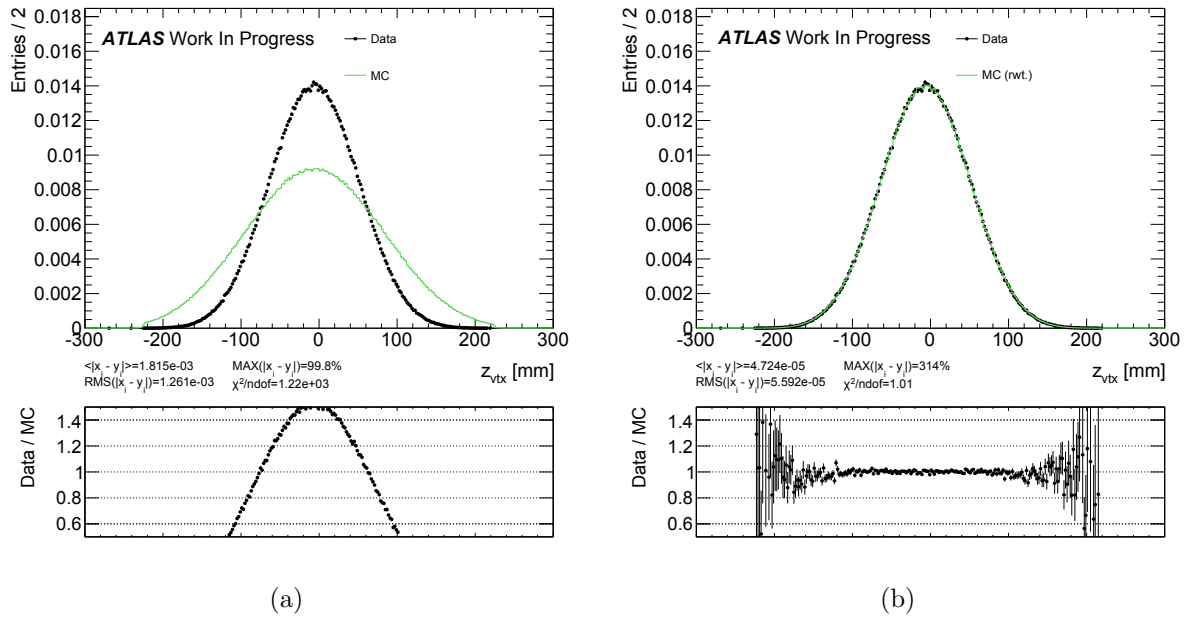 Entries / 2
0.018
0.016
0.014
0.012
0.01
0.008
0.006
0.004
0.002
0
ATLAS Work In Progress
Data
MC
-300 -200 -100 0 100 200 300
z_vtx [mm]
<|x_i - y_i|>=1.815e-03 MAX(|x_i - y_i|)=99.8%
RMS(|x_i - y_i|)=1.261e-03 χ²/ndof=1.22e+03
Data / MC
1.4
1.2
1
0.8
0.6
(a)
Entries / 2
0.018
0.016
0.014
0.012
0.01
0.008
0.006
0.004
0.002
0
ATLAS Work In Progress
Data
MC (rwt.)
-300 -200 -100 0 100 200 300
z_vtx [mm]
<|x_i - y_i|>=4.724e-05 MAX(|x_i - y_i|)=314%
RMS(|x_i - y_i|)=5.592e-05 χ²/ndof=1.01
Data / MC
1.4
1.2
1
0.8
0.6
(b)